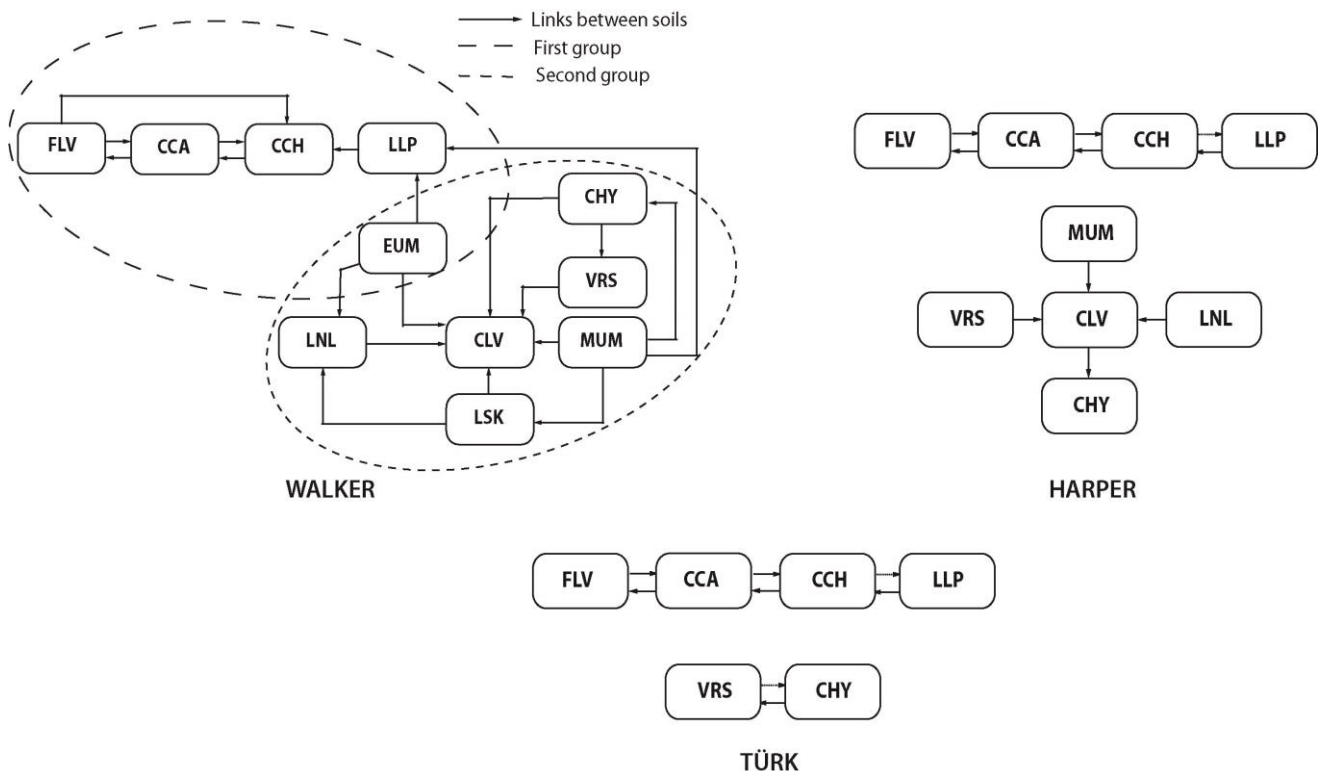 Links between soils
First group
Second group
FLV
CCA
CCH
LLP
CHY
EUM
VRS
LNL
CLV
MUM
LSK
WALKER
FLV
CCA
CCH
LLP
MUM
VRS
CLV
LNL
CHY
HARPER
FLV
CCA
CCH
LLP
VRS
CHY
TÜRK